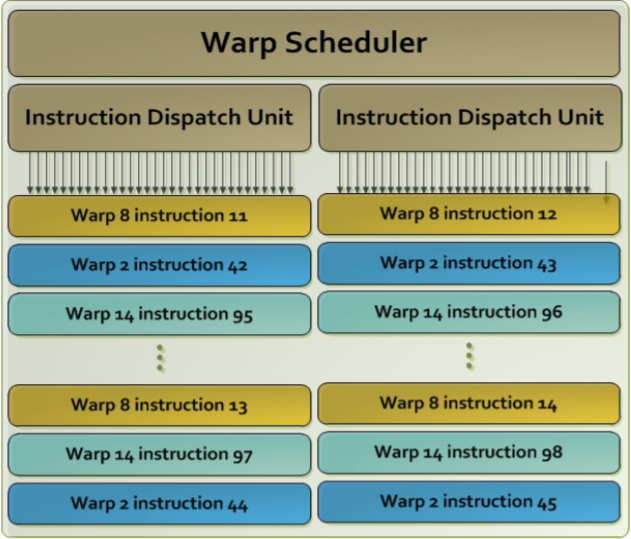 Warp Scheduler
Instruction Dispatch Unit
Instruction Dispatch Unit
Warp 8 instruction 11
Warp 8 instruction 12
Warp 2 instruction 42
Warp 2 instruction 43
Warp 14 instruction 95
Warp 14 instruction 96
Warp 8 instruction 13
Warp 8 instruction 14
Warp 14 instruction 97
Warp 14 instruction 98
Warp 2 instruction 44
Warp 2 instruction 45